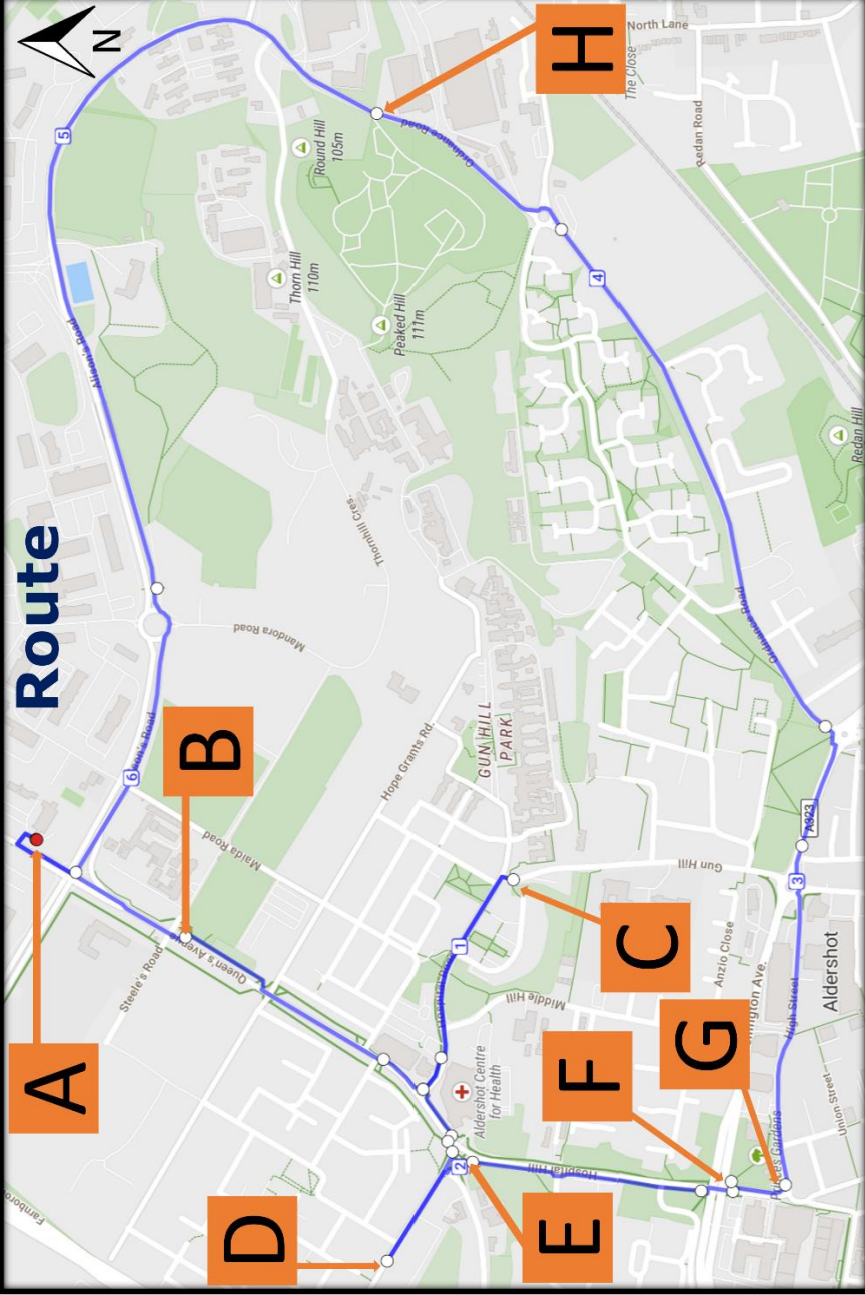 Route
N
A
B
C
D
E
F
G
H
Farnboro
Steele's Road
Queen's Avenue
Maida Road
Alison's Road
6
5
Mandora Road
Hope Grants Rd.
Thornhill Cres.
Thorn Hill
110m
Round Hill
105m
Peaked Hill
111m
GUN HILL
PARK
1
Aldershot Centre
for Health
2
Middle Hill
Hospital Hill
Gun Hill
Anzio Close
Princes Gardens
High Street
3
A323
Union Street
Aldershot
Ordnance Road
4
Ordnance Road
The Close
North Lane
Redan Road
Redan Hill